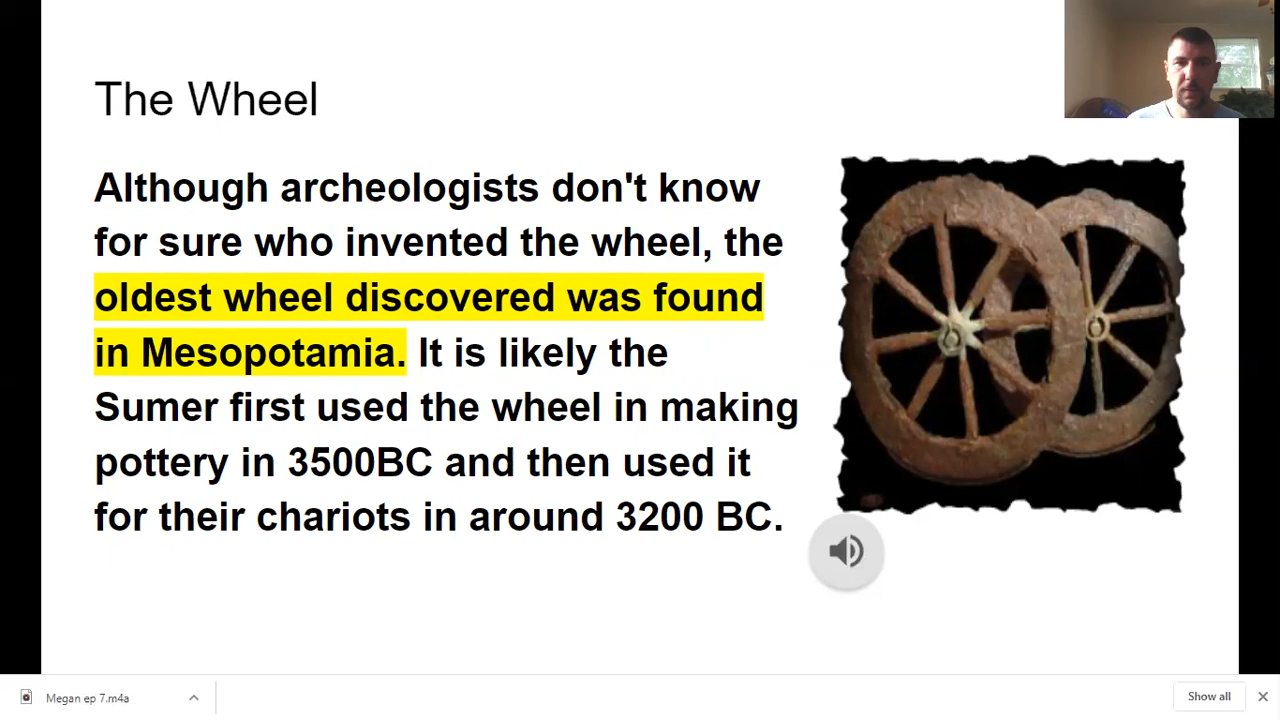 The Wheel
Although archeologists don't know
for sure who invented the wheel, the
oldest wheel discovered was found
in Mesopotamia. It is likely the
Sumer first used the wheel in making
pottery in 3500BC and then used it
for their chariots in around 3200 BC.
Megan ep 7.m4a
Show all